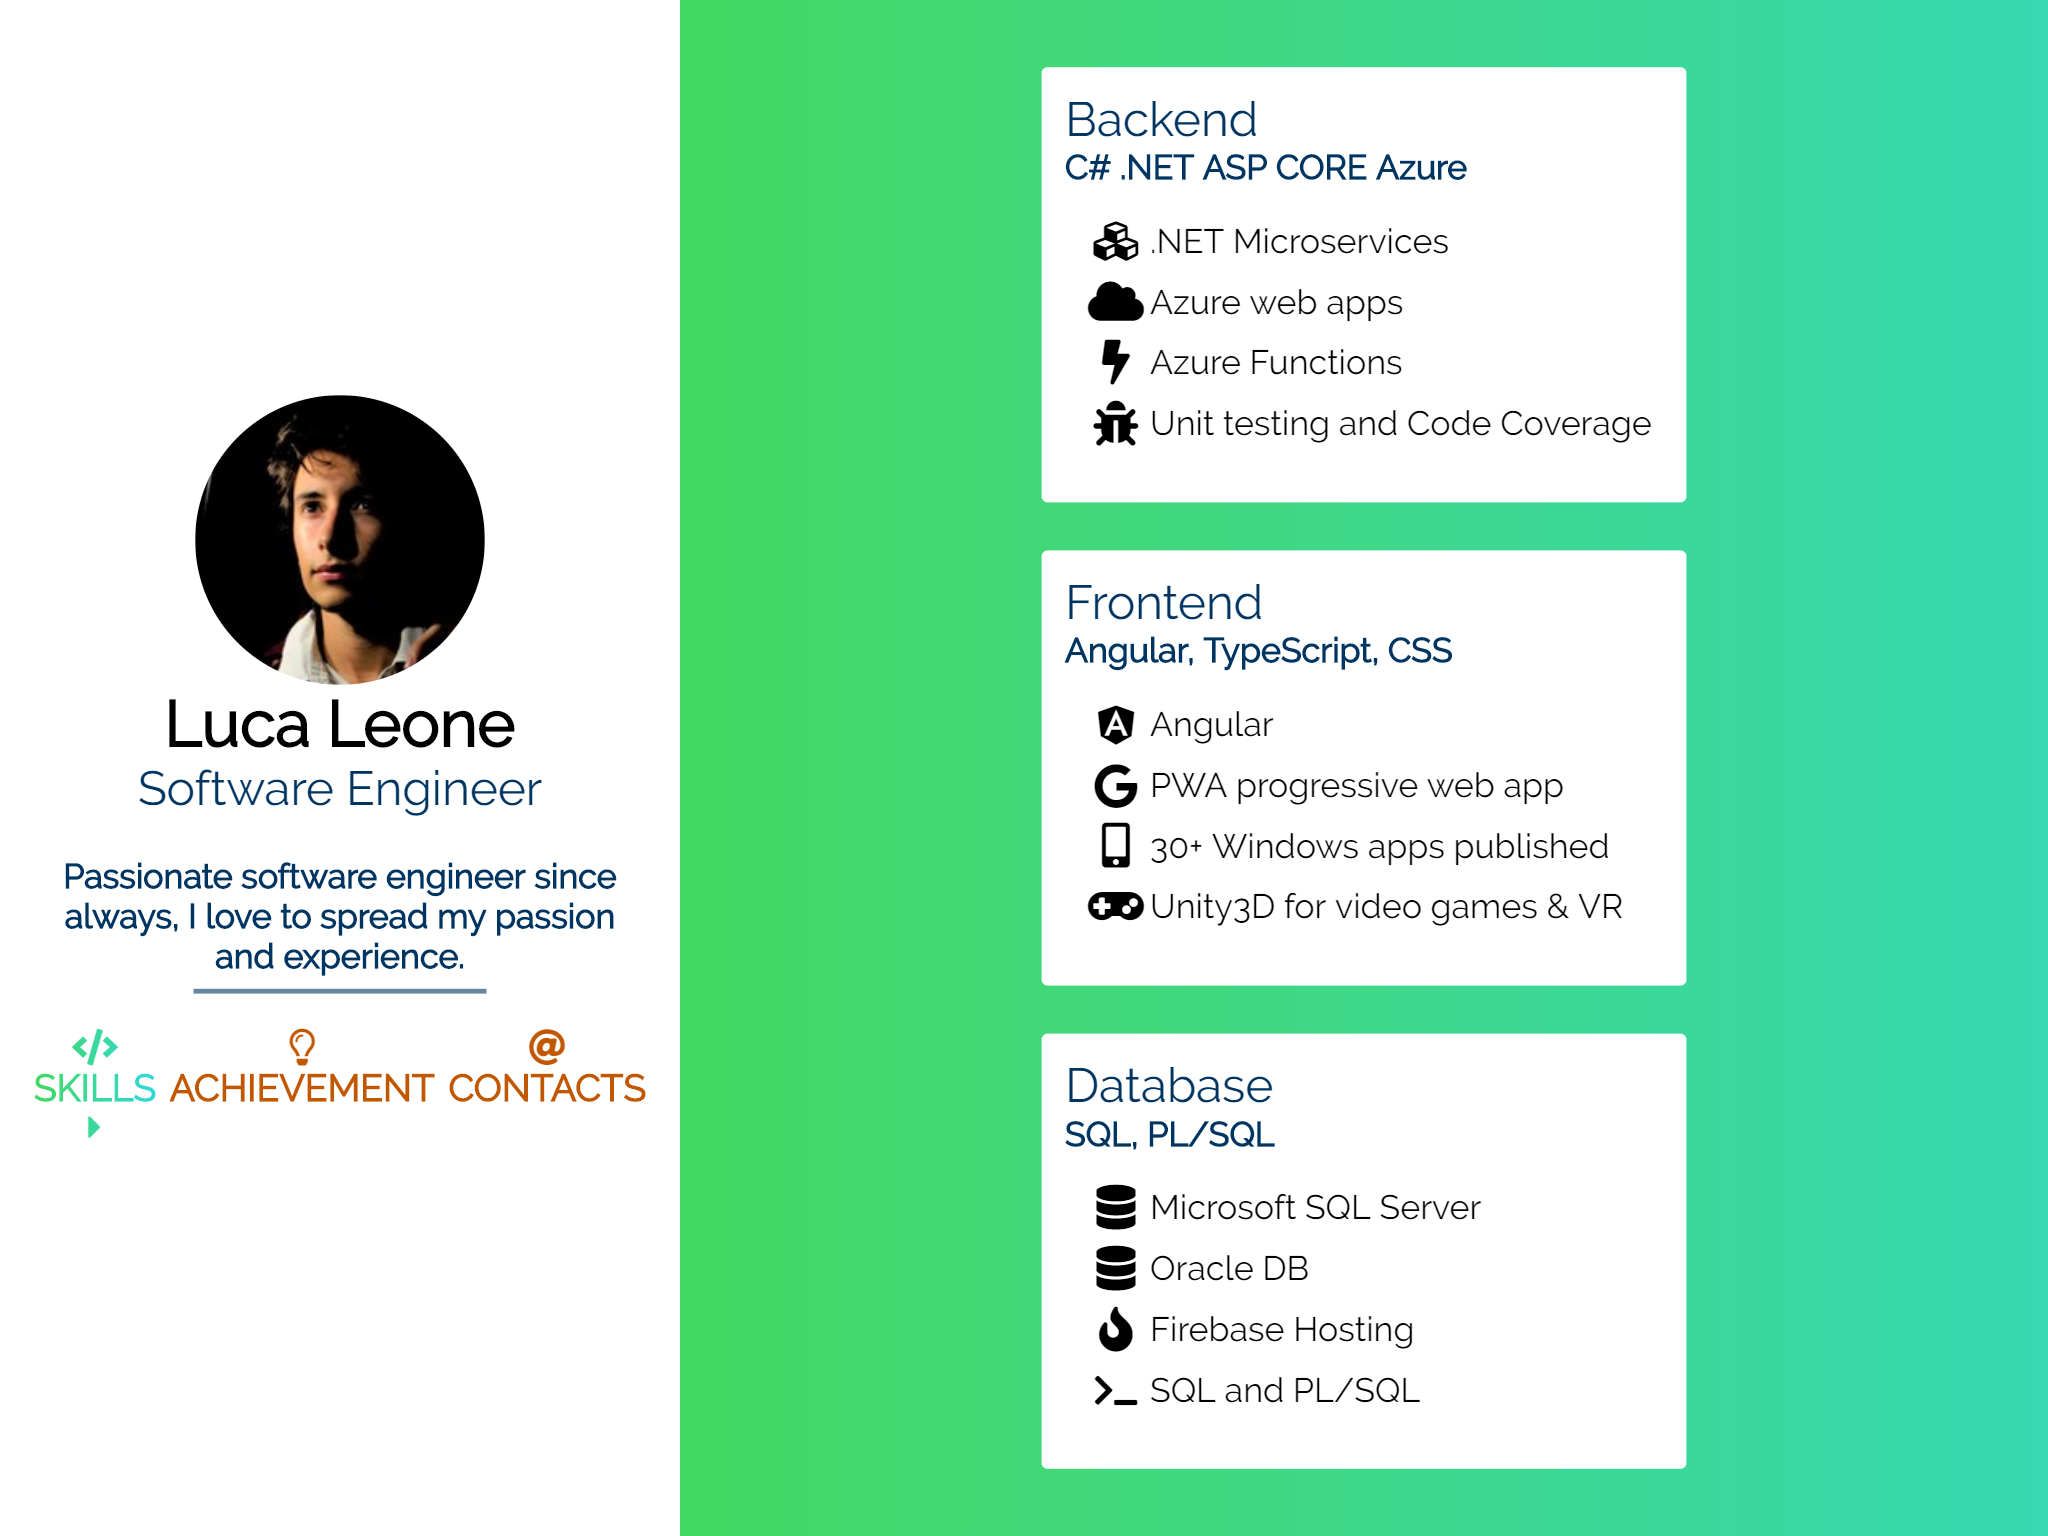 Luca Leone
Software Engineer
Passionate software engineer since
always, I love to spread my passion
and experience.
SKILLS ACHIEVEMENT CONTACTS
Backend
C# .NET ASP CORE Azure
.NET Microservices
Azure web apps
Azure Functions
Unit testing and Code Coverage
Frontend
Angular, TypeScript, CSS
Angular
PWA progressive web app
30+ Windows apps published
Unity3D for video games & VR
Database
SQL, PL/SQL
Microsoft SQL Server
Oracle DB
Firebase Hosting
SQL and PL/SQL